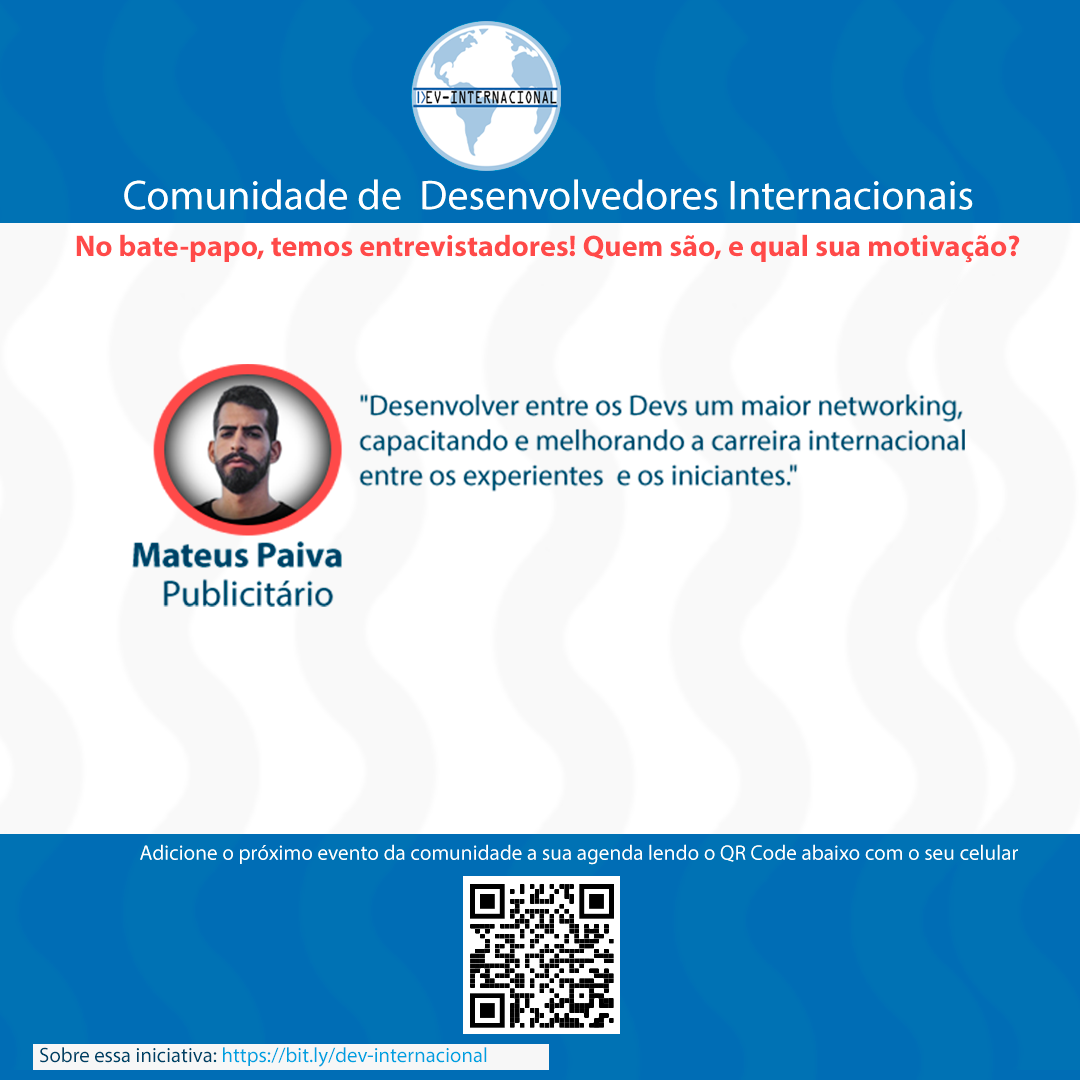 DEV-INTERNACIONAL
Comunidade de Desenvolvedores Internacionais
No bate-papo, temos entrevistadores! Quem são, e qual sua motivação?
"Desenvolver entre os Devs um maior networking,
capacitando e melhorando a carreira internacional
entre os experientes e os iniciantes."
Mateus Paiva
Publicitário
Adicione o próximo evento da comunidade a sua agenda lendo o QR Code abaixo com o seu celular
Sobre essa iniciativa: https://bit.ly/dev-internacional